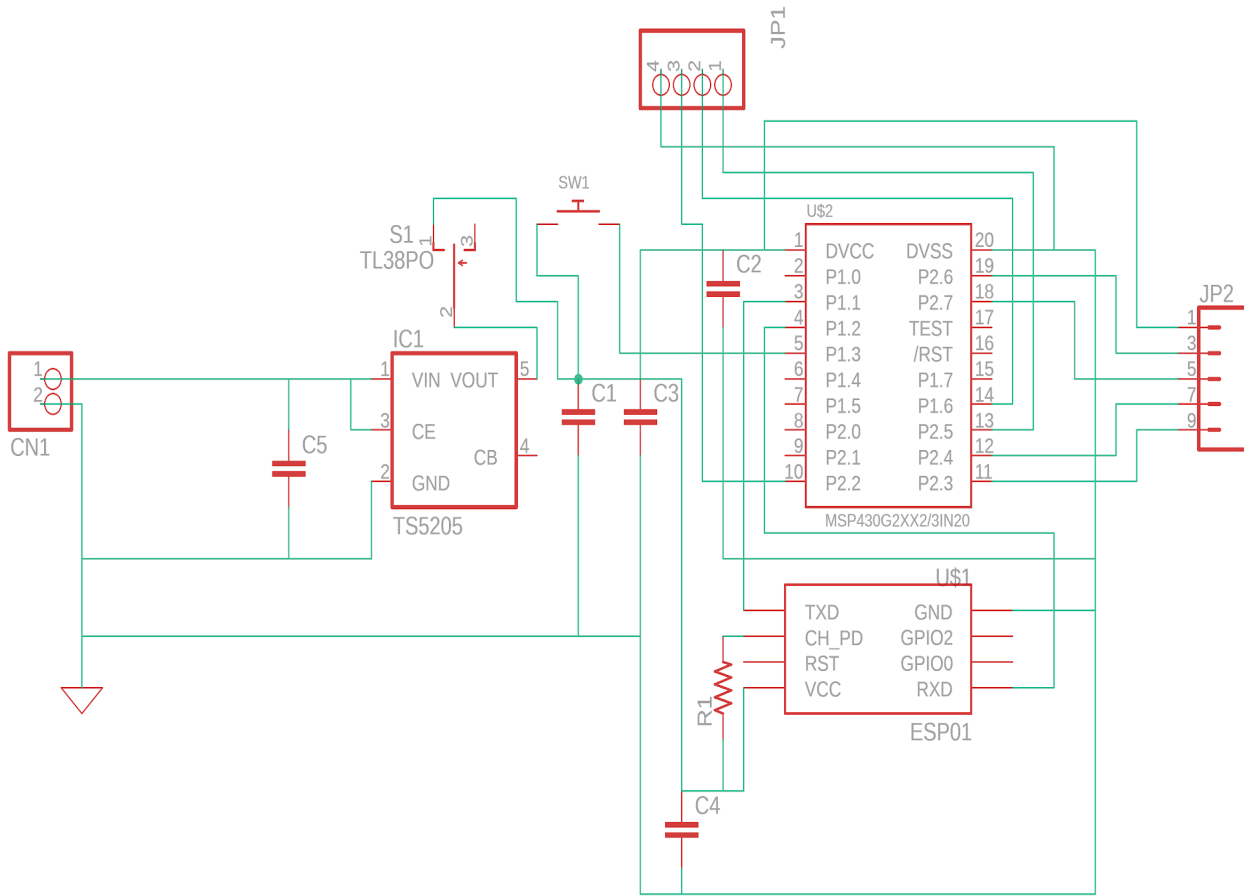 JP1
4 3 2 1
SW1
U$2
S1
TL38PO
1 3
2
C2
1 DVCC DVSS 20
2 P1.0 P2.6 19
3 P1.1 P2.7 18
4 P1.2 TEST 17
5 P1.3 /RST 16
6 P1.4 P1.7 15
7 P1.5 P1.6 14
8 P2.0 P2.5 13
9 P2.1 P2.4 12
10 P2.2 P2.3 11
MSP430G2XX2/3IN20
JP2
1
3
5
7
9
IC1
1 VIN VOUT 5
3 CE
CB 4
2 GND
TS5205
1
2
CN1
C5
C1
C3
U$1
TXD GND
CH_PD GPIO2
RST GPIO0
VCC RXD
ESP01
R1
C4